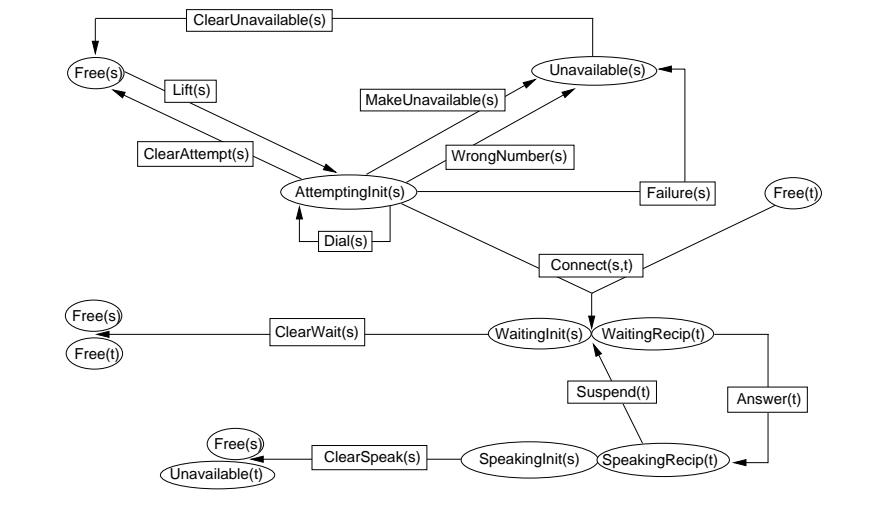 ClearUnavailable(s)
Free(s)
Unavailable(s)
Lift(s)
MakeUnavailable(s)
ClearAttempt(s)
WrongNumber(s)
AttemptingInit(s)
Failure(s)
Free(t)
Dial(s)
Connect(s,t)
Free(s)
ClearWait(s)
WaitingInit(s)
WaitingRecip(t)
Free(t)
Suspend(t)
Answer(t)
Free(s)
ClearSpeak(s)
SpeakingInit(s)
SpeakingRecip(t)
Unavailable(t)